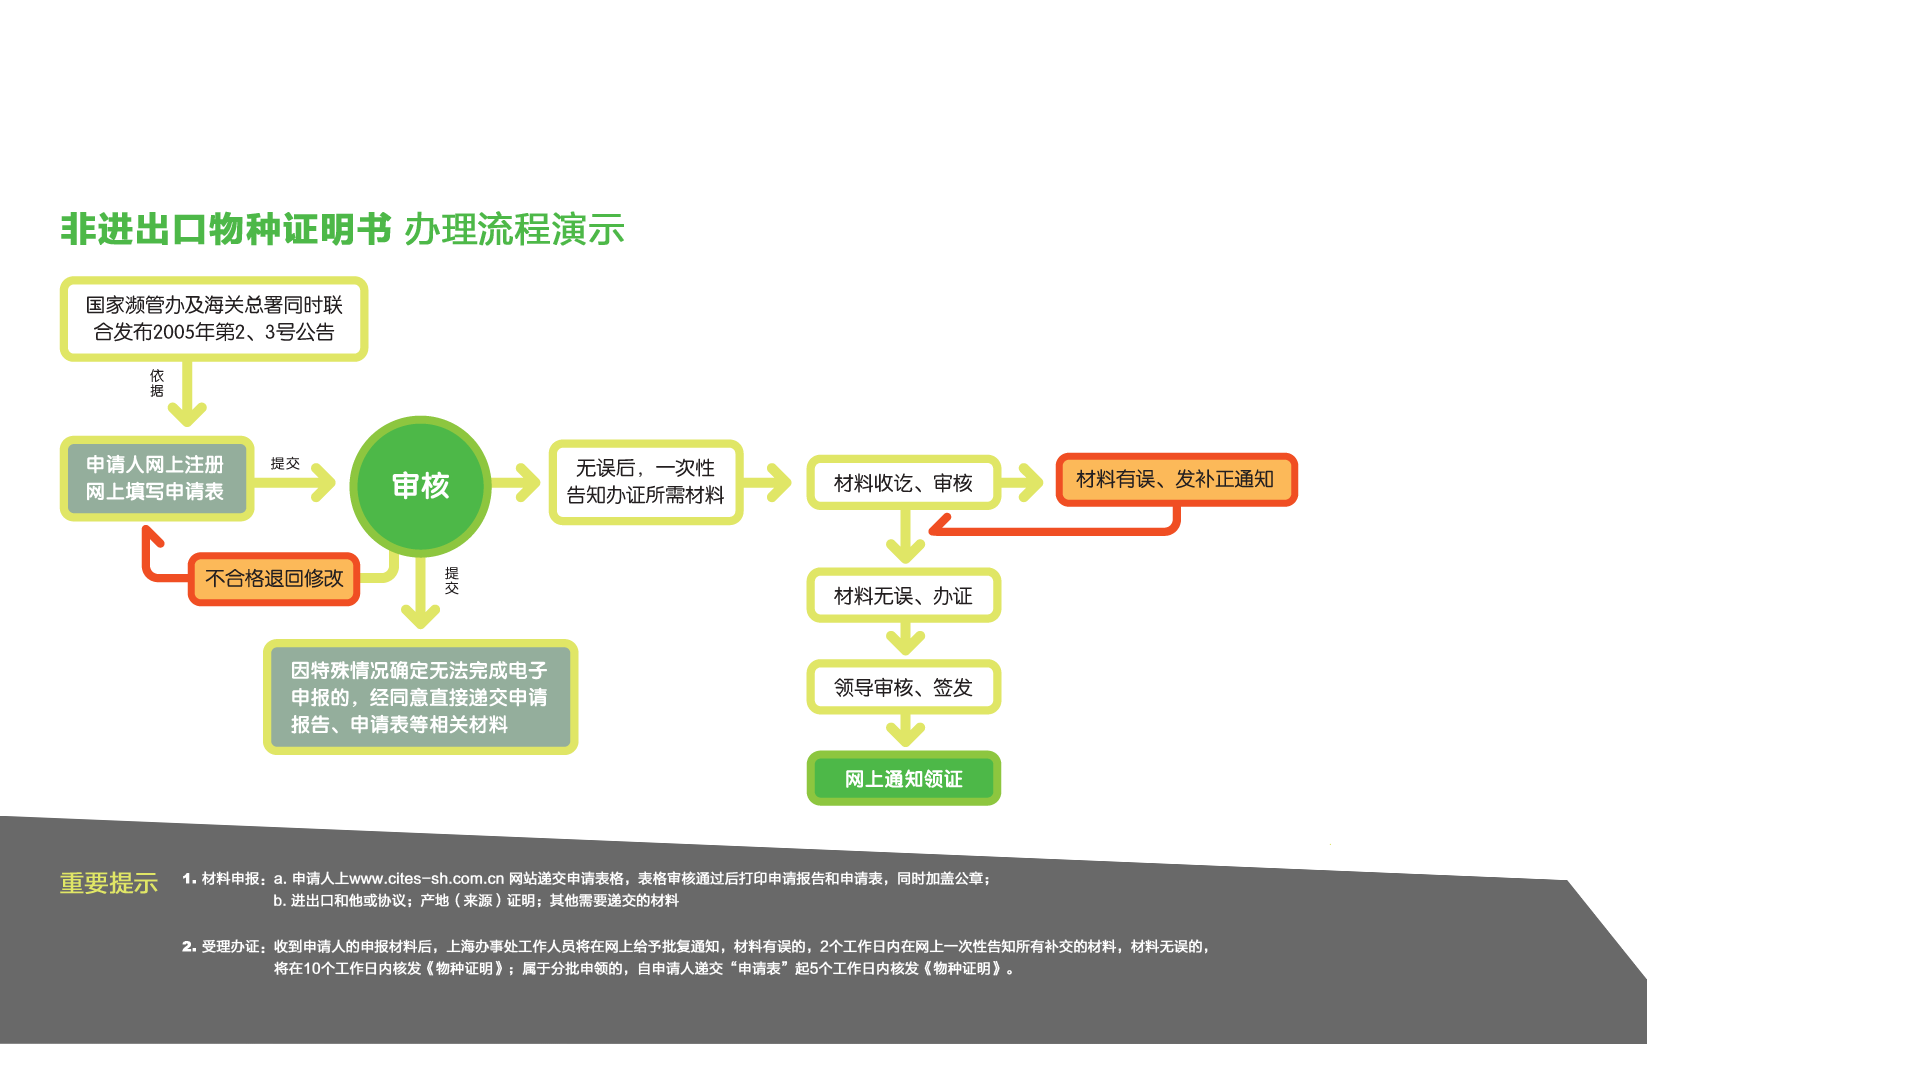 非进出口物种证明书 办理流程演示
国家濒管办及海关总署同时联
合发布2005年第2、3号公告
依
据
申请人网上注册
网上填写申请表
提交
审核
无误后，一次性
告知办证所需材料
材料收讫、审核
材料有误、发补正通知
不合格退回修改
提
交
材料无误、办证
因特殊情况确定无法完成电子
申报的，经同意直接递交申请
报告、申请表等相关材料
领导审核、签发
网上通知领证
重要提示
1. 材料申报：a. 申请人上www.cites-sh.com.cn 网站递交申请表格，表格审核通过后打印申请报告和申请表，同时加盖公章；
b. 进出口和他或协议；产地（来源）证明；其他需要递交的材料
2. 受理办证：收到申请人的申报材料后，上海办事处工作人员将在网上给予批复通知，材料有误的，2个工作日内在网上一次性告知所有补交的材料，材料无误的，
将在10个工作日内核发《物种证明》；属于分批申领的，自申请人递交“申请表”起5个工作日内核发《物种证明》。